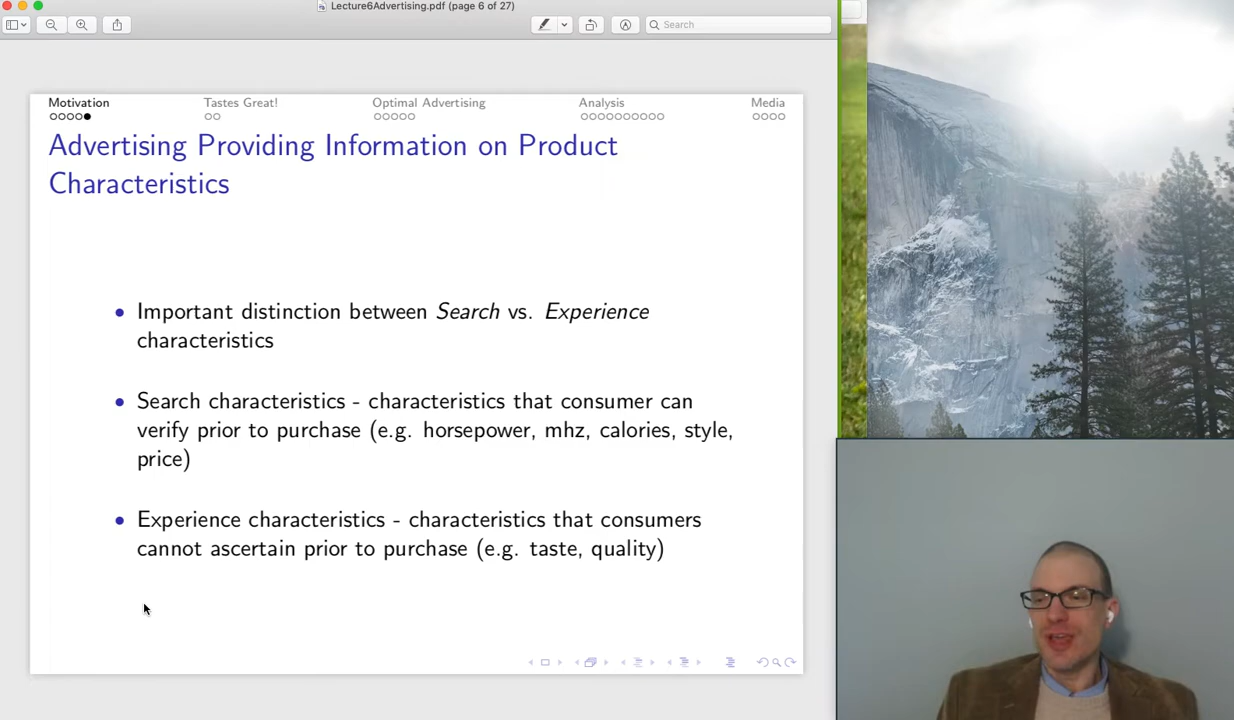 Lecture6Advertising.pdf (page 6 of 27)
Search
Motivation
Tastes Great!
Optimal Advertising
Analysis
Media
Advertising Providing Information on Product
Characteristics
Important distinction between Search vs. Experience
characteristics
Search characteristics - characteristics that consumer can
verify prior to purchase (e.g. horsepower, mhz, calories, style,
price)
Experience characteristics - characteristics that consumers
cannot ascertain prior to purchase (e.g. taste, quality)